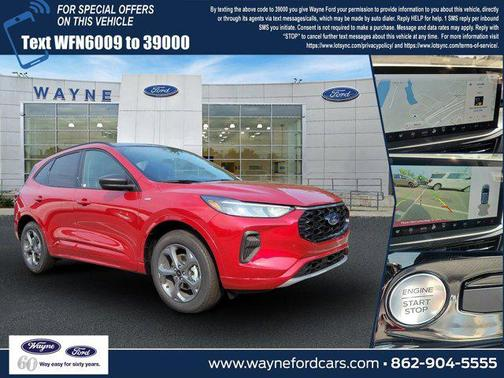 FOR SPECIAL OFFERS
ON THIS VEHICLE
Text WFN6009 to 39000
By texting the above code to 39000 you give Wayne Ford your permission to provide information to you about this vehicle, directly
or through its agents via text messages/calls, which may be made by auto dialer. Reply HELP for help. 1 SMS reply per inbound
SMS you initiate. Consent is not required to make a purchase. Message and data rates may apply. Reply with
"STOP" to cancel further text messages about this vehicle at any time. For more information visit
https://www.lotsync.com/privacypolicy/ and https://www.lotsync.com/terms-of-service/.
WAYNE
Ford
Ford
ENGINE
START
STOP
Wayne
Ford
60 Way easy for sixty years.
www.waynefordcars.com • 862-904-5555